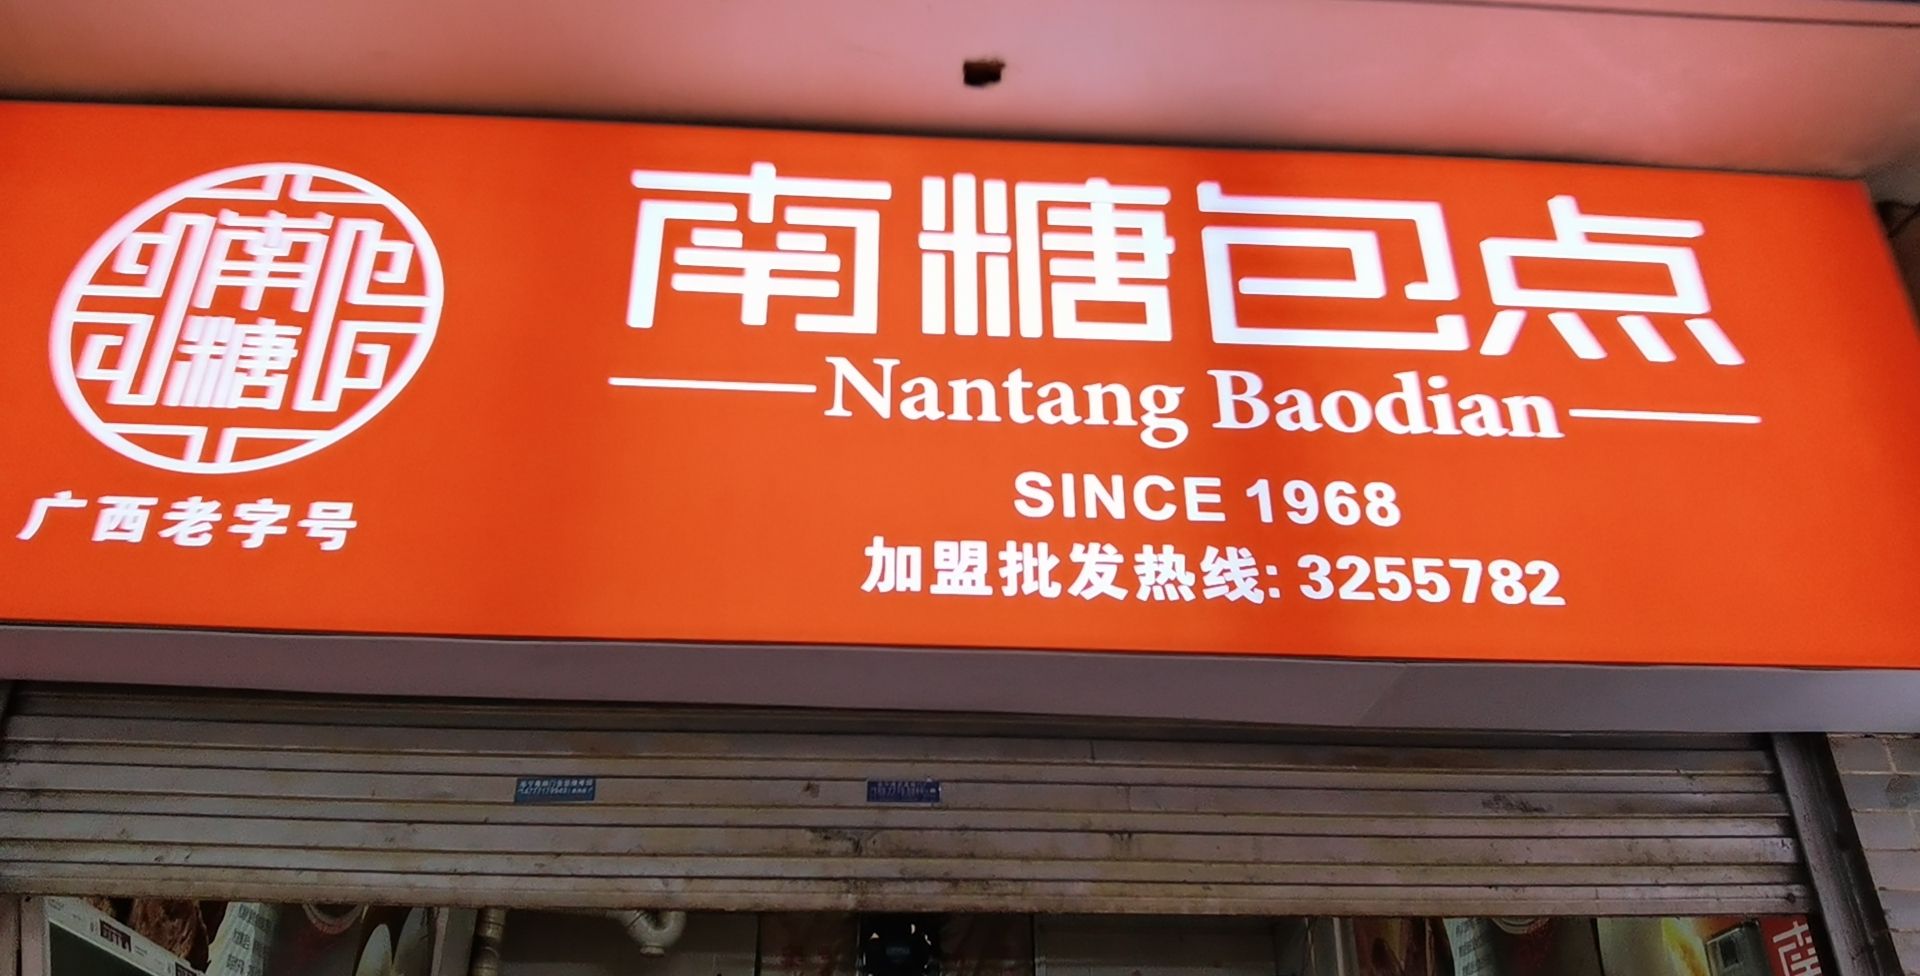 南糖
广西老字号
南糖包点
Nantang Baodian
SINCE 1968
加盟批发热线: 3255782